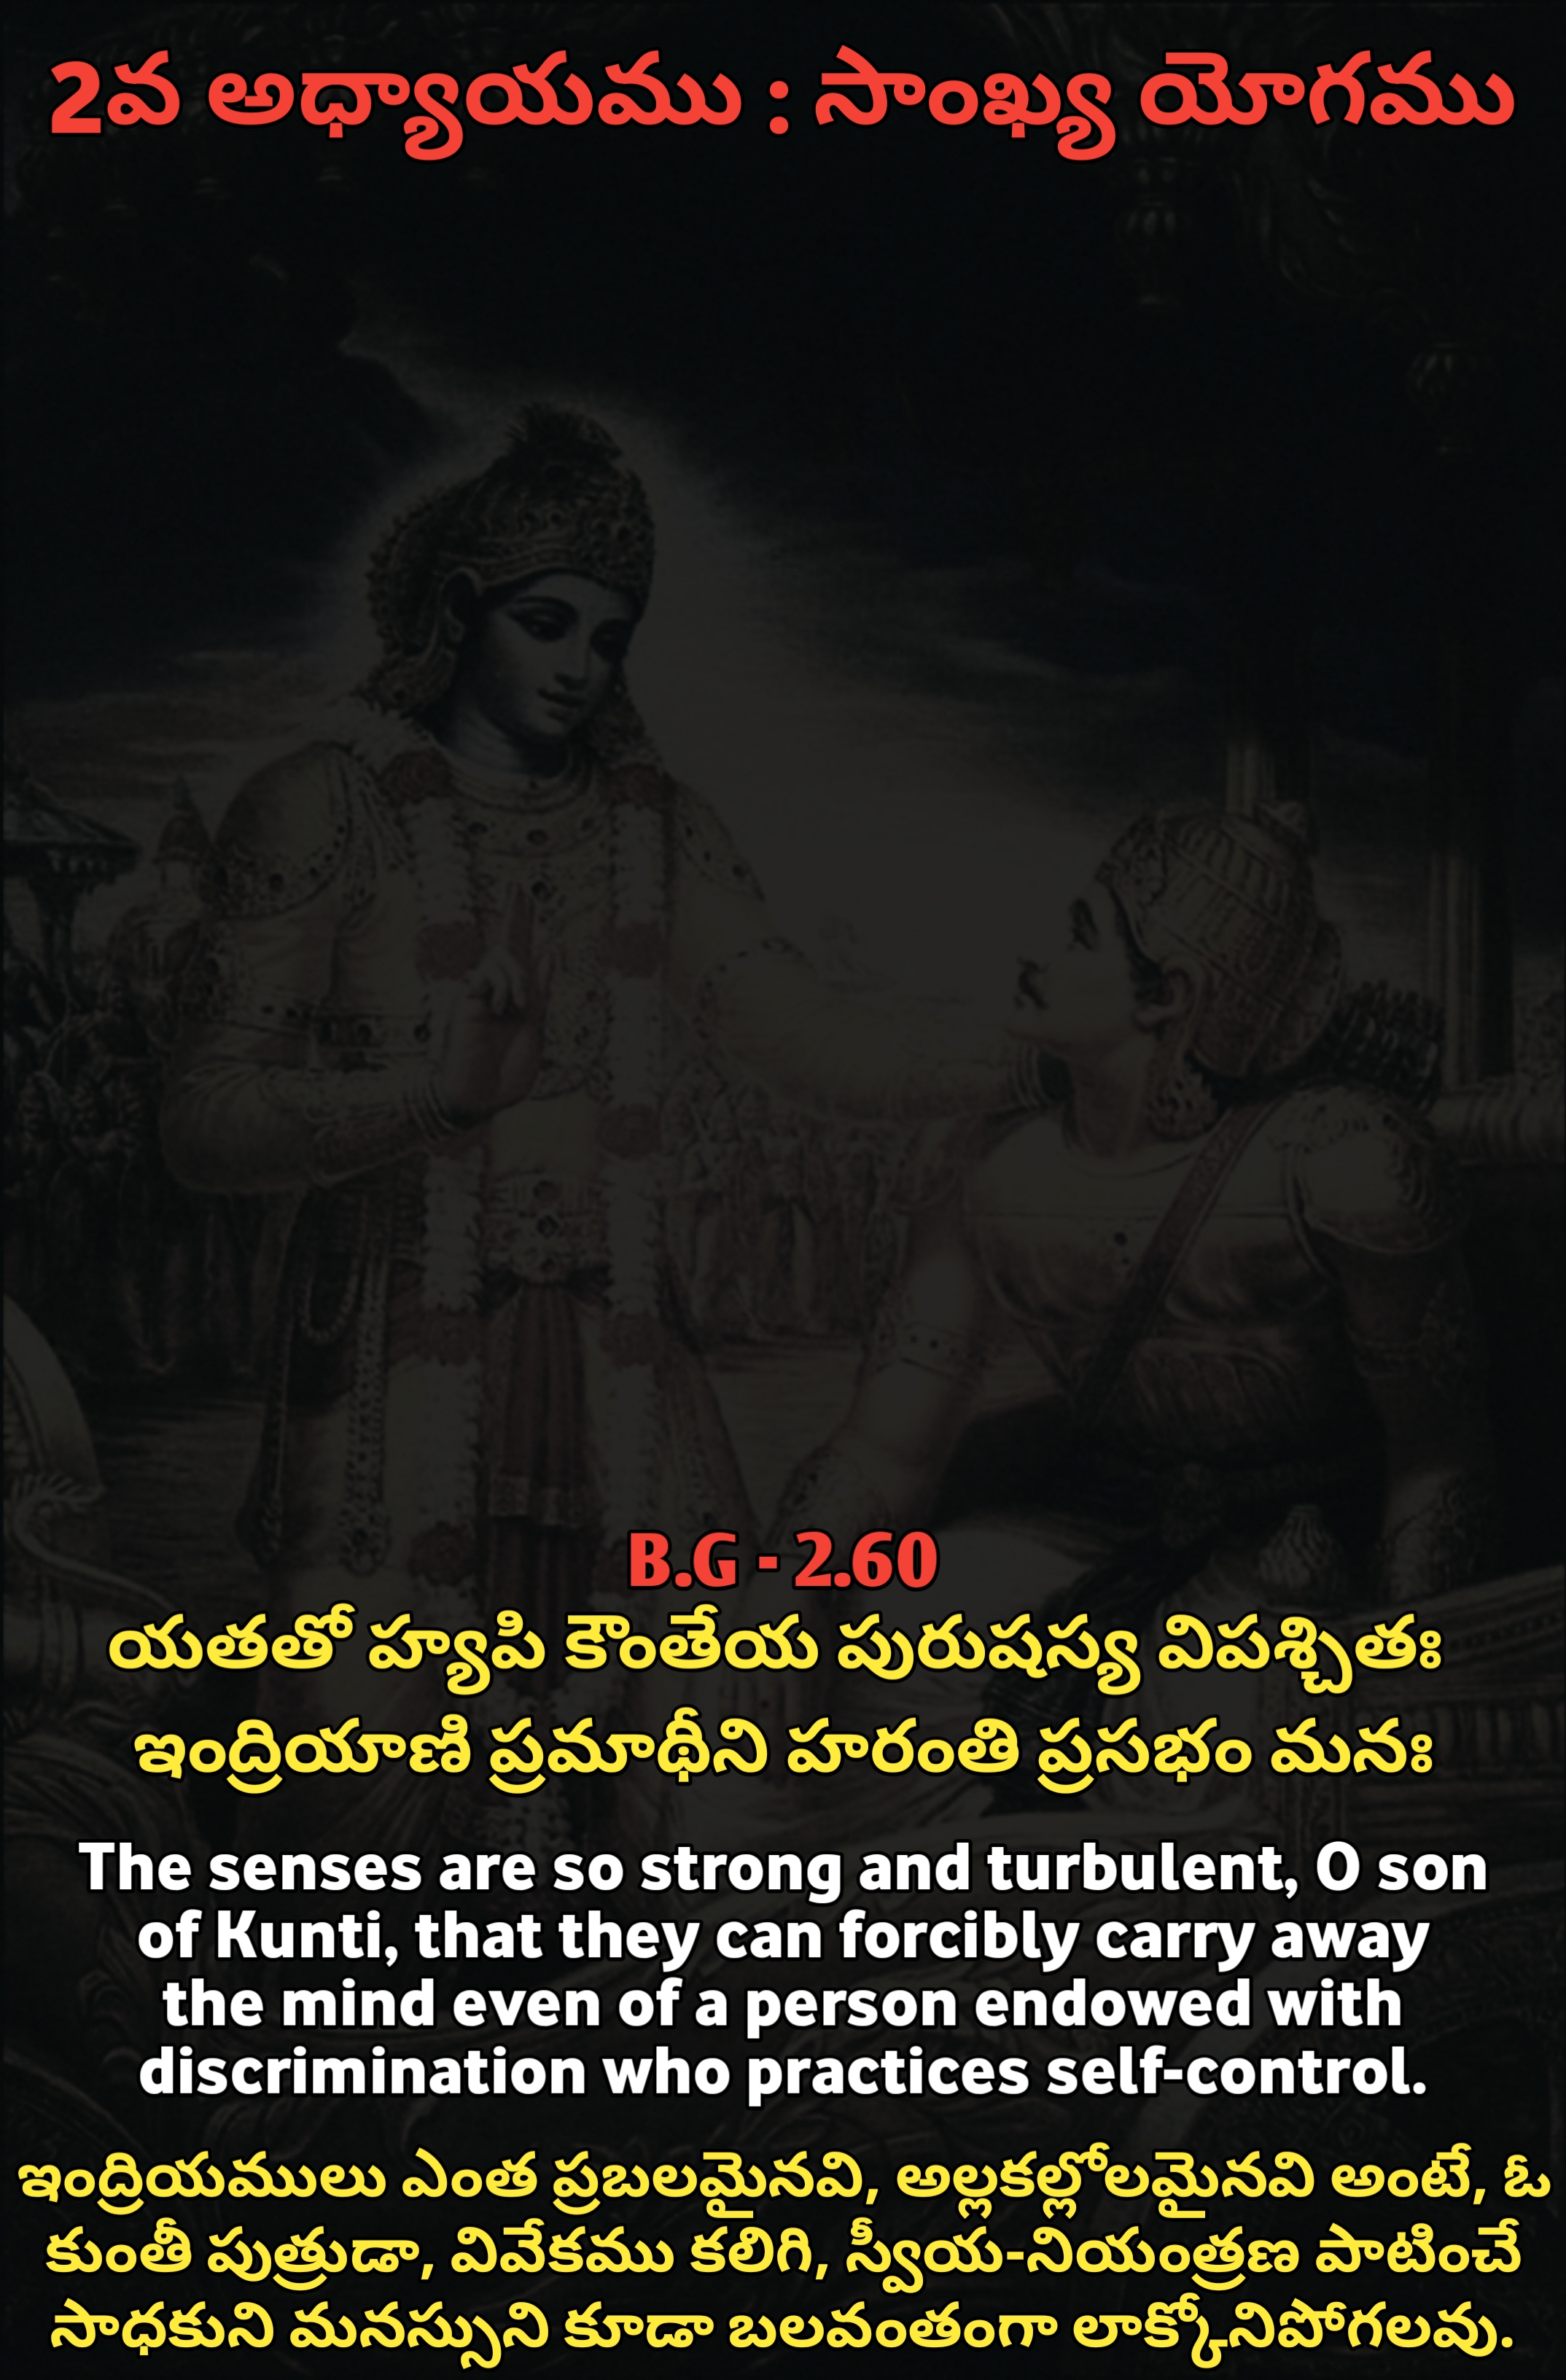 2వ అధ్యాయము : సాంఖ్య యోగము
B.G - 2.60
యతతో హ్యపి కౌంతేయ పురుషస్య విపశ్చితః
ఇంద్రియాణి ప్రమాథీని హరంతి ప్రసభం మనః
The senses are so strong and turbulent, O son
of Kunti, that they can forcibly carry away
the mind even of a person endowed with
discrimination who practices self-control.
ఇంద్రియములు ఎంత ప్రబలమైనవి, అల్లకల్లోలమైనవి అంటే, ఓ
కుంతీ పుత్రుడా, వివేకము కలిగి, స్వీయ-నియంత్రణ పాటించే
సాధకుని మనస్సుని కూడా బలవంతంగా లాక్కోనిపోగలవు.